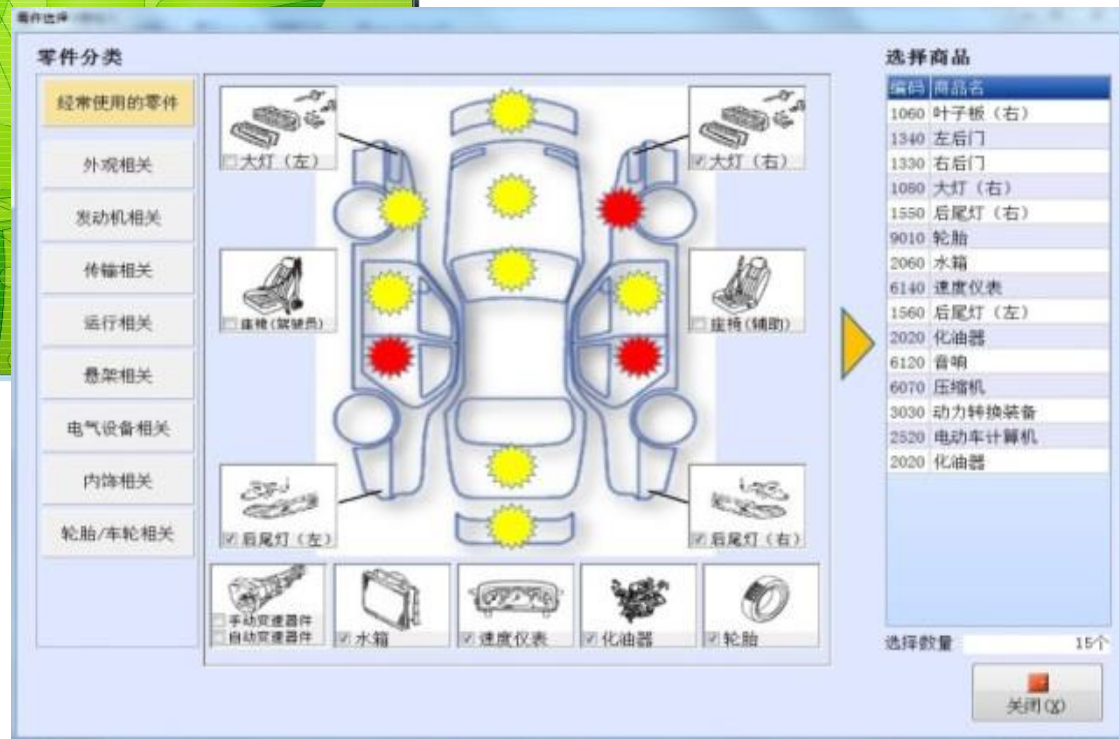 零件选择
零件分类
经常使用的零件
外观相关
发动机相关
传输相关
运行相关
悬架相关
电气设备相关
内饰相关
轮胎/车轮相关
大灯（左）
大灯（右）
座椅(驾驶员)
座椅(辅助)
后尾灯（左）
后尾灯（右）
手动变速器件
自动变速器件
水箱
速度仪表
化油器
轮胎
选择商品
编码 商品名
1060 叶子板（右）
1340 左后门
1330 右后门
1080 大灯（右）
1550 后尾灯（右）
9010 轮胎
2060 水箱
6140 速度仪表
1560 后尾灯（左）
2020 化油器
6120 音响
6070 压缩机
3030 动力转换装备
2520 电动车计算机
2020 化油器
选择数量 15个
关闭(X)